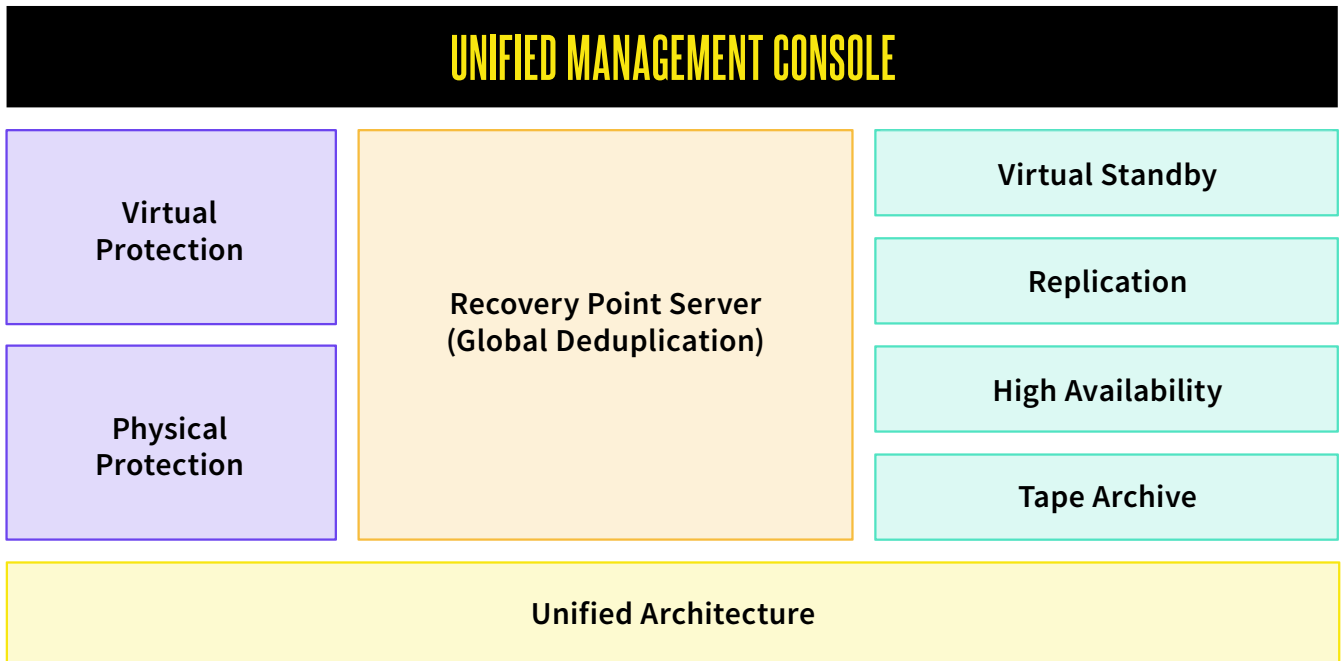 UNIFIED MANAGEMENT CONSOLE
Virtual
Protection
Physical
Protection
Recovery Point Server
(Global Deduplication)
Virtual Standby
Replication
High Availability
Tape Archive
Unified Architecture